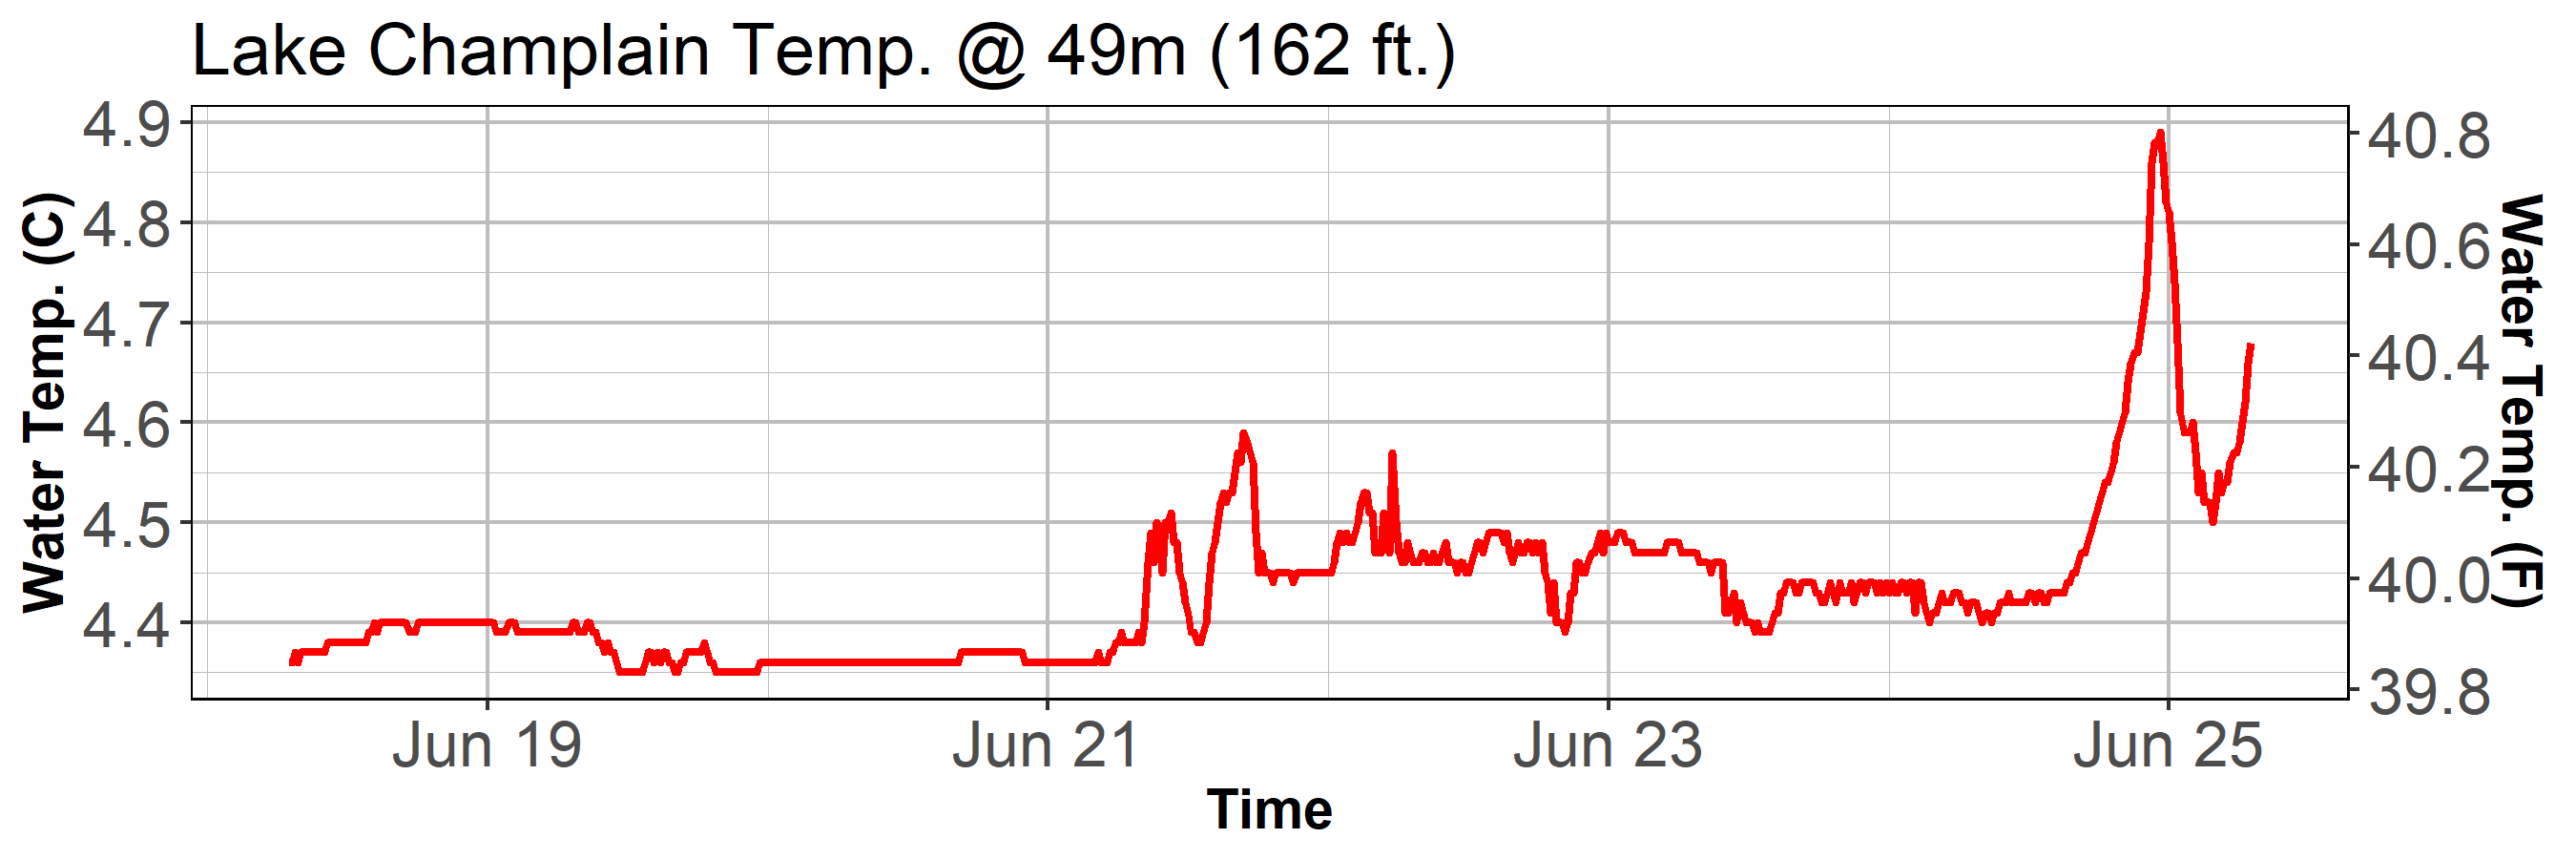 Lake Champlain Temp. @ 49m (162 ft.)
Water Temp. (C)
4.9
4.8
4.7
4.6
4.5
4.4
40.8
40.6
40.4
40.2
40.0
39.8
Water Temp. (F)
Jun 19 Jun 21 Jun 23 Jun 25
Time